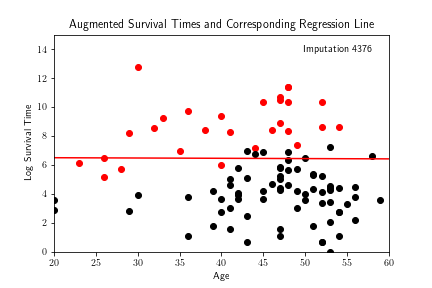 Augmented Survival Times and Corresponding Regression Line
Imputation 4376
Log Survival Time
14
12
10
8
6
4
2
0
20 25 30 35 40 45 50 55 60
Age